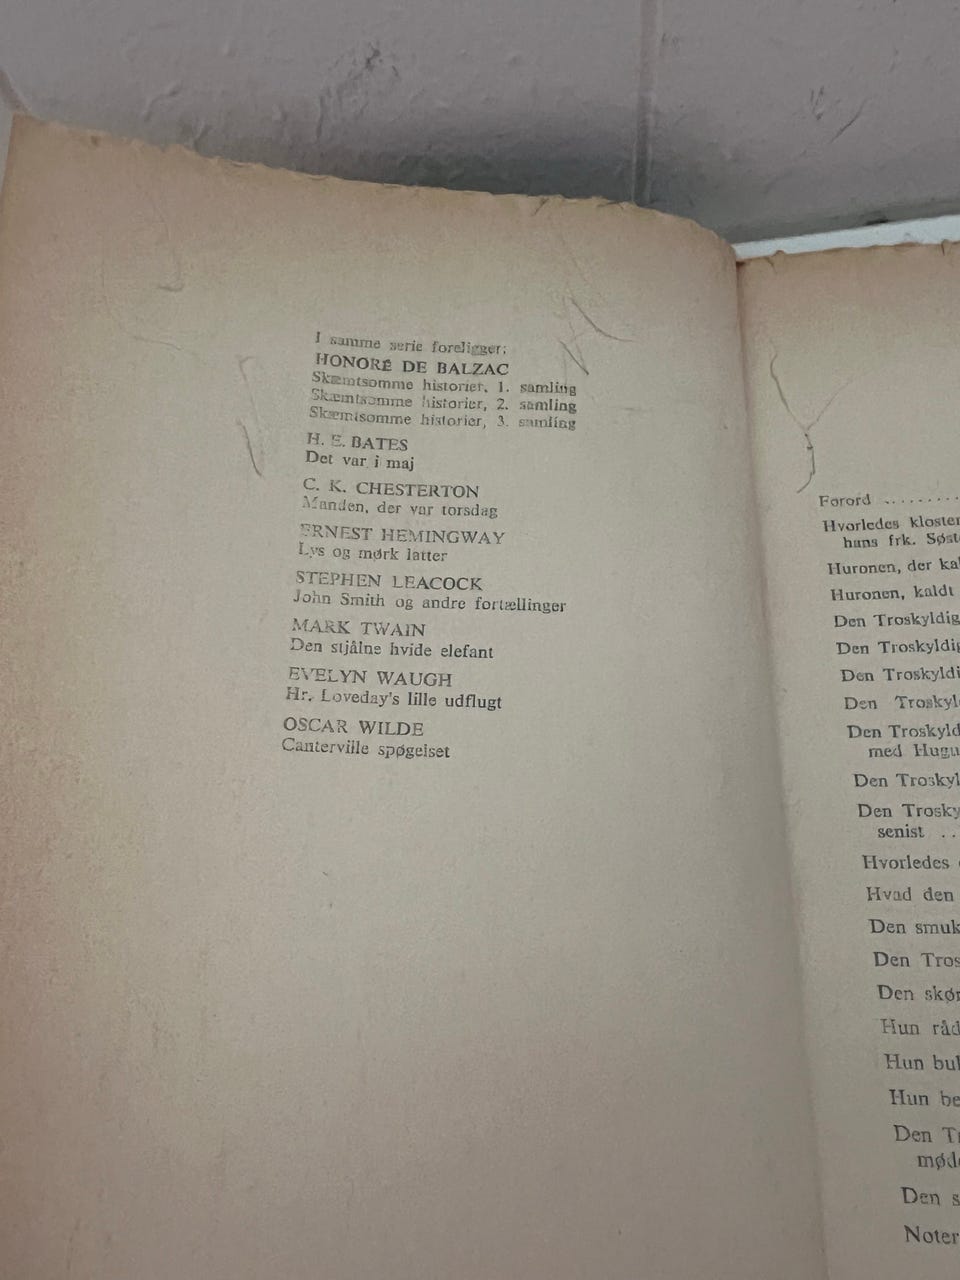 I samme serie foreligger:
HONORÉ DE BALZAC
Skæmtsomme historier, 1. samling
Skæmtsomme historier, 2. samling
Skæmtsomme historier, 3. samling
H. E. BATES
Det var i maj
C. K. CHESTERTON
Manden, der var torsdag
ERNEST HEMINGWAY
Lys og mørk latter
STEPHEN LEACOCK
John Smith og andre fortællinger
MARK TWAIN
Den stjålne hvide elefant
EVELYN WAUGH
Hr. Loveday's lille udflugt
OSCAR WILDE
Canterville spøgelset
Forord ........
Hvorledes kloster
hans frk. Søst
Huronen, der ka
Huronen, kaldt
Den Troskyldig
Den Troskyldig
Den Troskyldi
Den Troskyl
Den Troskyld
med Hugu
Den Troskyl
Den Trosky
senist ..
Hvorledes
Hvad den
Den smuk
Den Tros
Den skør
Hun råd
Hun bul
Hun be
Den Tr
møde
Den s
Noter